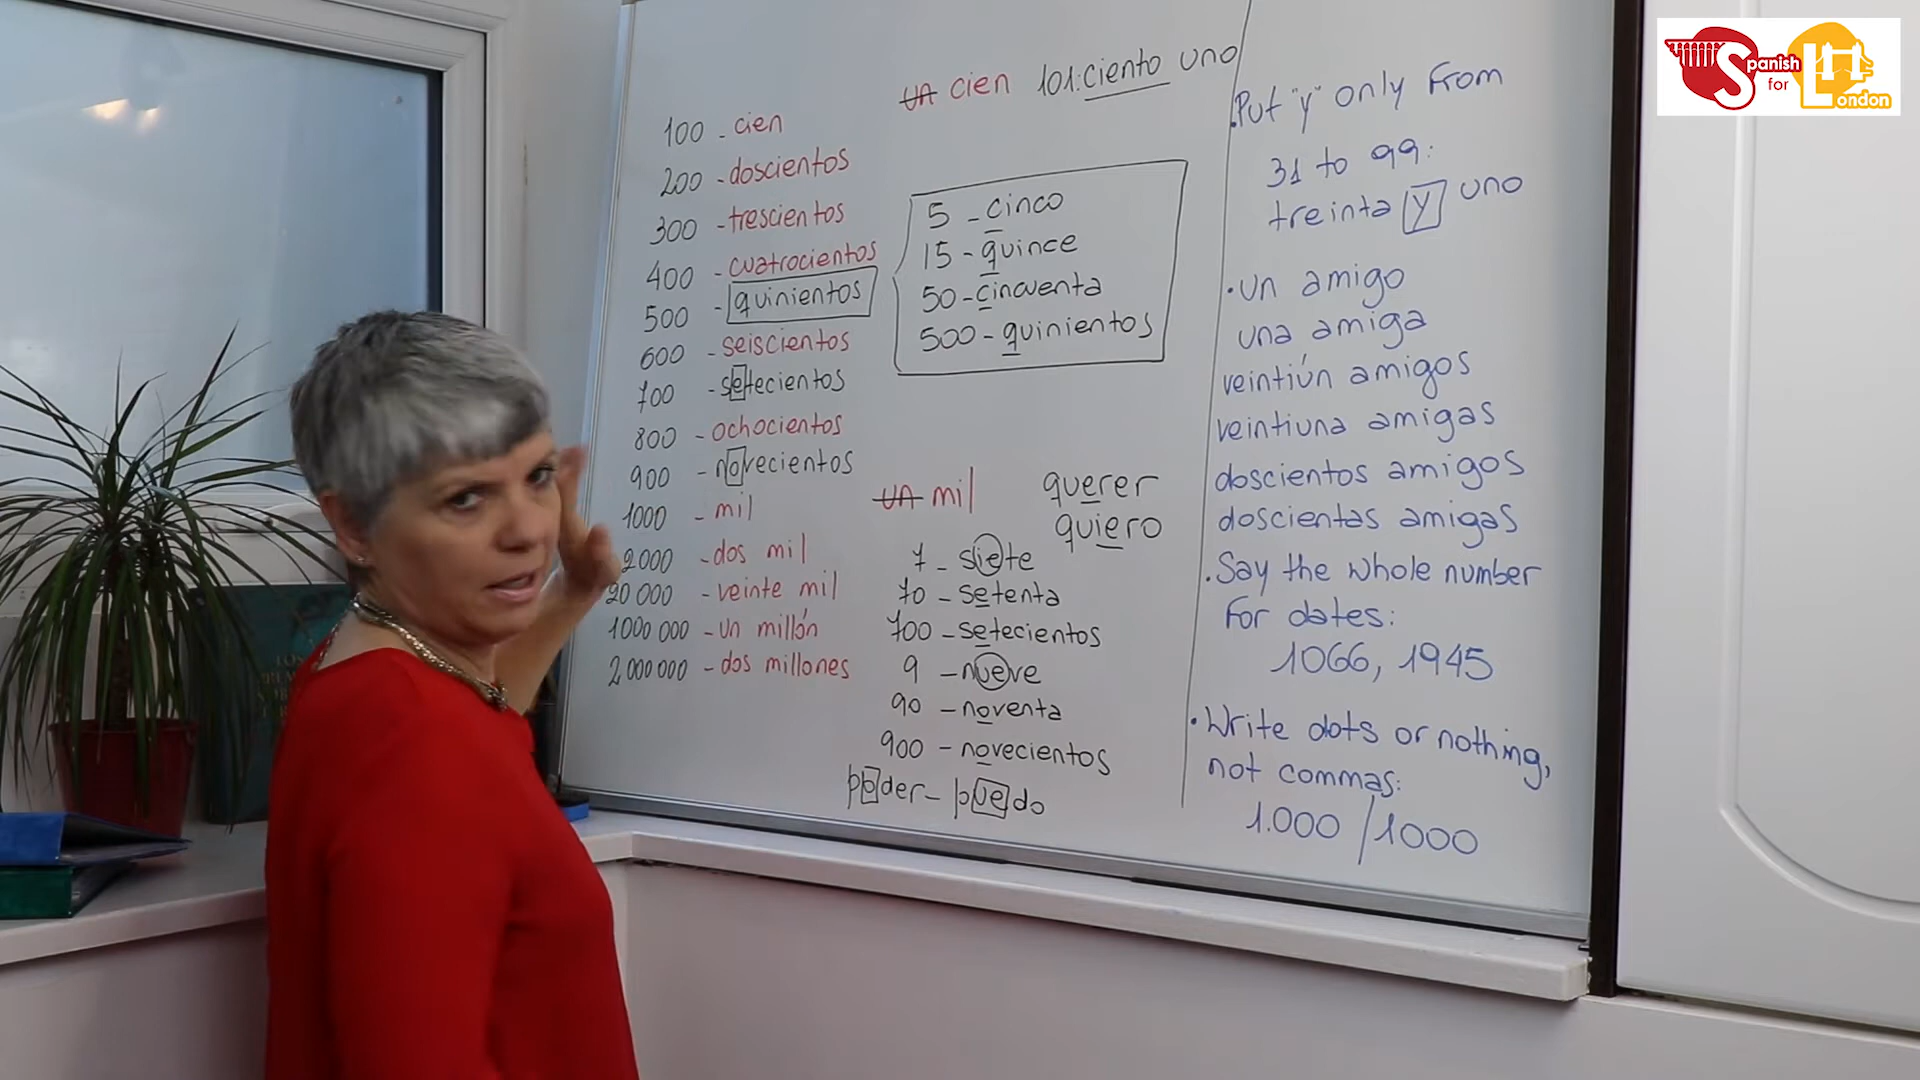 Spanish
for
London
100 - cien
200 - doscientos
300 - trescientos
400 - cuatrocientos
500 - quinientos
600 - seiscientos
700 - setecientos
800 - ochocientos
900 - novecientos
1000 - mil
2000 - dos mil
20 000 - veinte mil
1000 000 - un millón
2 000 000 - dos millones
un cien 101: ciento uno
5 - cinco
15 - quince
50 - cincuenta
500 - quinientos
un mil
querer
quiero
7 - siete
70 - setenta
700 - setecientos
9 - nueve
90 - noventa
900 - novecientos
poder - puedo
• Put "y" only from
31 to 99:
treinta y uno
• un amigo
una amiga
veintiún amigos
veintiuna amigas
doscientos amigos
doscientas amigas
• Say the whole number
for dates:
1066, 1945
• Write dots or nothing,
not commas:
1.000 / 1000